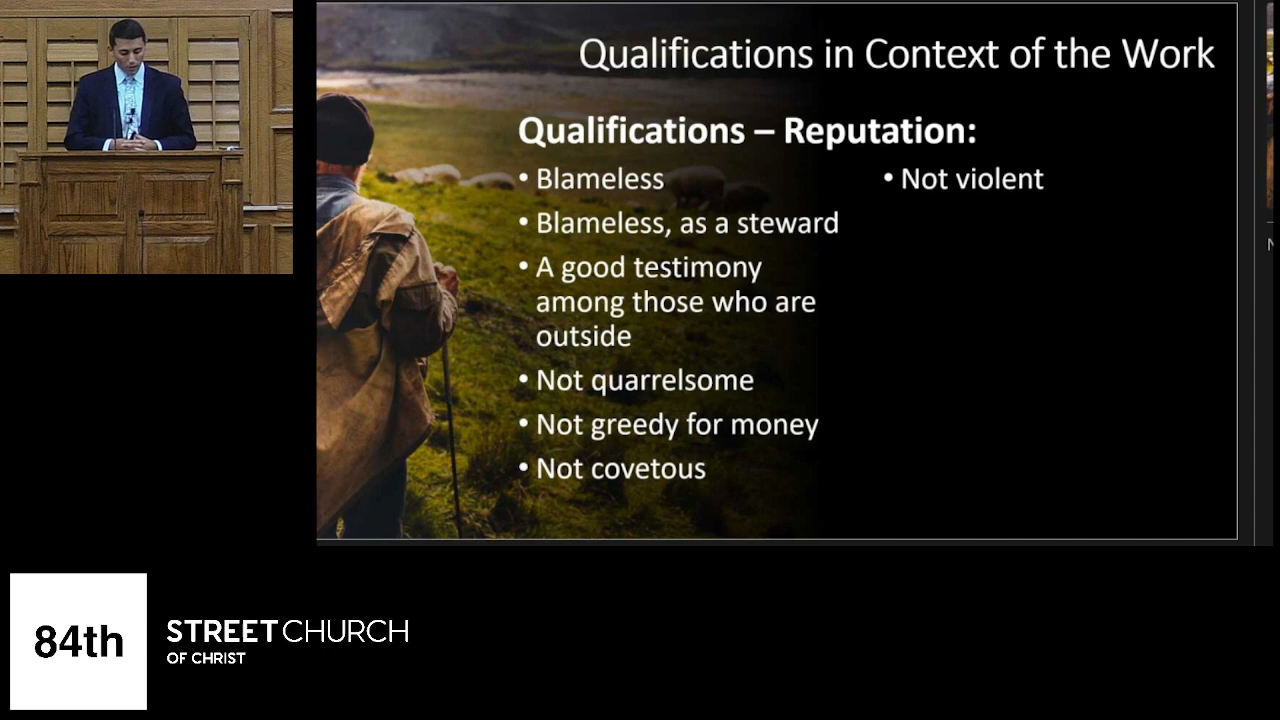 Qualifications in Context of the Work
Qualifications – Reputation:
• Blameless
• Blameless, as a steward
• A good testimony
among those who are
outside
• Not quarrelsome
• Not greedy for money
• Not covetous
• Not violent
84th
STREET CHURCH
OF CHRIST